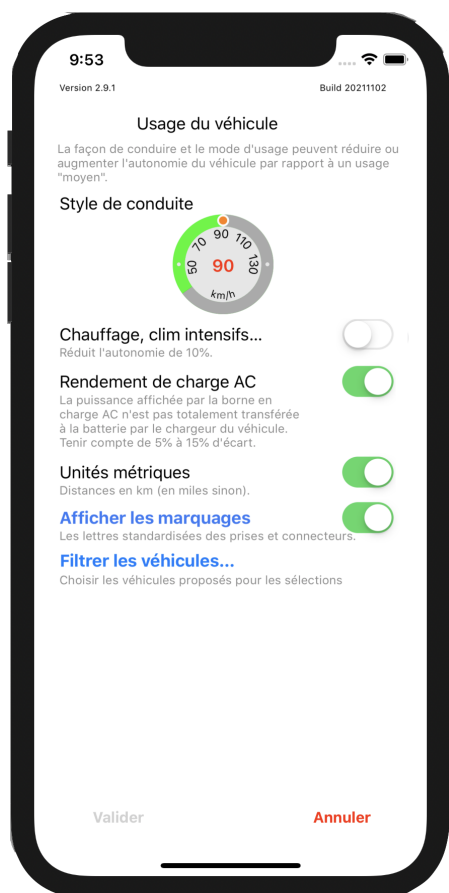 9:53
Version 2.9.1
Build 20211102
Usage du véhicule
La façon de conduire et le mode d'usage peuvent réduire ou
augmenter l'autonomie du véhicule par rapport à un usage
"moyen".
Style de conduite
50 70 90 110 130
90
km/h
Chauffage, clim intensifs...
Réduit l'autonomie de 10%.
Rendement de charge AC
La puissance affichée par la borne en
charge AC n'est pas totalement transférée
à la batterie par le chargeur du véhicule.
Tenir compte de 5% à 15% d'écart.
Unités métriques
Distances en km (en miles sinon).
Afficher les marquages
Les lettres standardisées des prises et connecteurs.
Filtrer les véhicules...
Choisir les véhicules proposés pour les sélections
Valider
Annuler